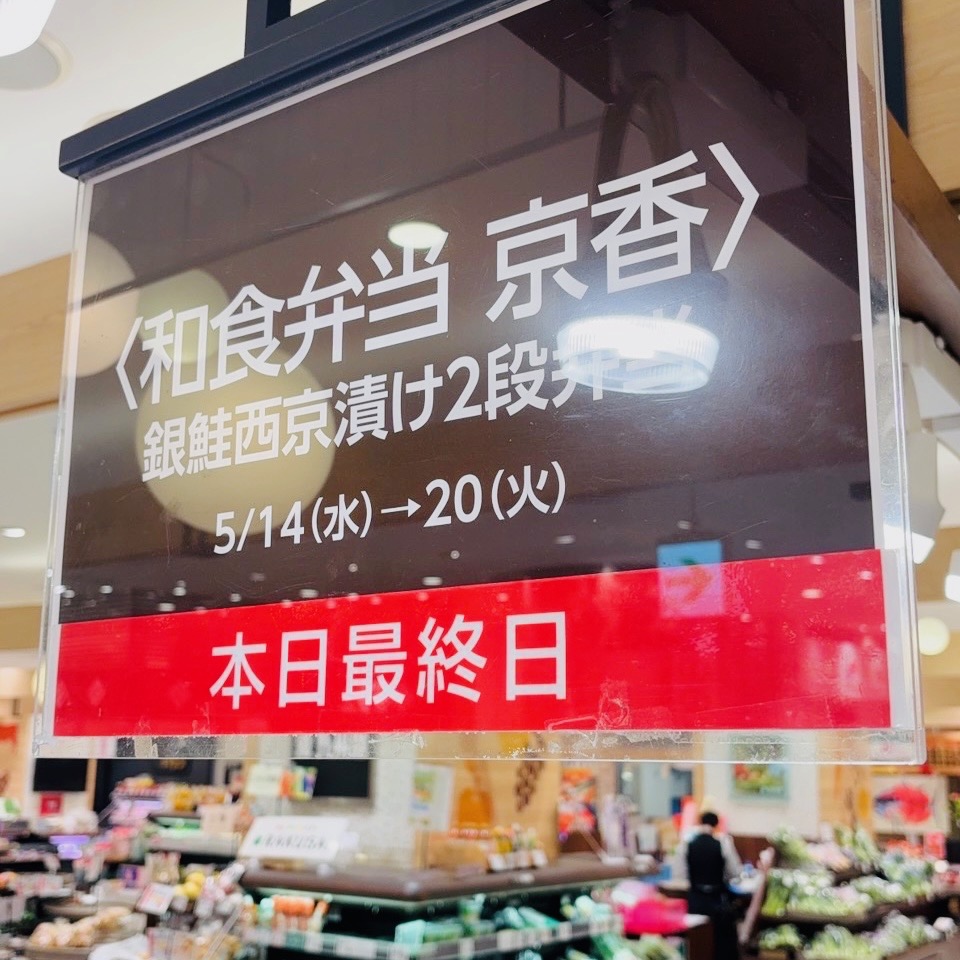 〈和食弁当 京香〉
銀鮭西京漬け2段弁当
5/14(水)→20(火)
本日最終日